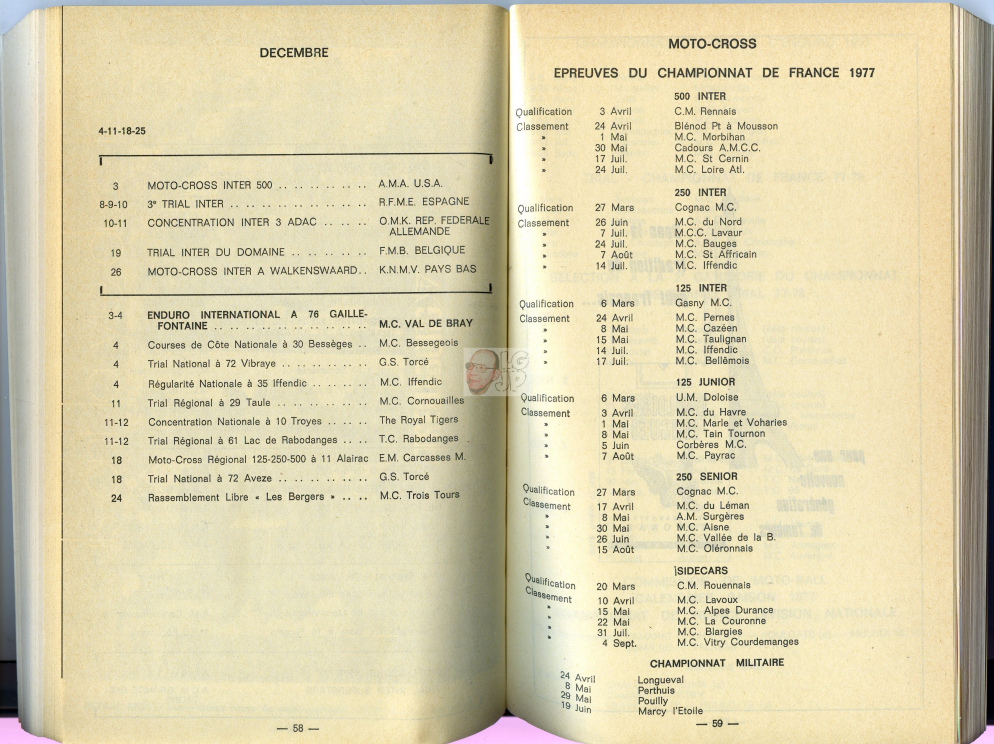 DECEMBRE
4-11-18-25
3 MOTO-CROSS INTER 500 .. .. .. .. .. A.M.A. U.S.A.
8-9-10 3e TRIAL INTER .. .. .. .. .. .. .. R.F.M.E. ESPAGNE
10-11 CONCENTRATION INTER 3 ADAC .. .. .. O.M.K. REP. FEDERALE
ALLEMANDE
19 TRIAL INTER DU DOMAINE .. .. .. .. F.M.B. BELGIQUE
26 MOTO-CROSS INTER A WALKENSWAARD.. K.N.M.V. PAYS BAS
3-4 ENDURO INTERNATIONAL A 76 GAILLE-
FONTAINE .. .. .. .. .. .. .. .. M.C. VAL DE BRAY
4 Courses de Côte Nationale à 30 Bessèges .. M.C. Bessegeois
4 Trial National à 72 Vibraye .. .. .. .. G.S. Torcé
4 Régularité Nationale à 35 Iffendic .. .. .. M.C. Iffendic
11 Trial Régional à 29 Taule .. .. .. .. M.C. Cornouailles
11-12 Concentration Nationale à 10 Troyes .. .. The Royal Tigers
11-12 Trial Régional à 61 Lac de Rabodanges .. .. T.C. Rabodanges
18 Moto-Cross Régional 125-250-500 à 11 Alairac E.M. Carcasses M.
18 Trial National à 72 Aveze .. .. .. .. G.S. Torcé
24 Rassemblement Libre « Les Bergers » .. .. M.C. Trois Tours
— 58 —
MOTO-CROSS
EPREUVES DU CHAMPIONNAT DE FRANCE 1977
500 INTER
Qualification 3 Avril C.M. Rennais
Classement 24 Avril Blénod Pt à Mousson
» 1 Mai M.C. Morbihan
» 30 Mai Cadours A.M.C.C.
» 17 Juil. M.C. St Cernin
» 24 Juil. M.C. Loire Atl.
250 INTER
Qualification 27 Mars Cognac M.C.
Classement 26 Juin M.C. du Nord
» 7 Juil. M.C.C. Lavaur
» 24 Juil. M.C. Bauges
» 7 Août M.C. St Affricain
» 14 Juil. M.C. Iffendic
125 INTER
Qualification 6 Mars Gasny M.C.
Classement 24 Avril M.C. Pernes
» 8 Mai M.C. Cazéen
» 15 Mai M.C. Taulignan
» 14 Juil. M.C. Iffendic
» 17 Juil. M.C. Bellêmois
125 JUNIOR
Qualification 6 Mars U.M. Doloise
Classement 3 Avril M.C. du Havre
» 1 Mai M.C. Marle et Voharies
» 8 Mai M.C. Tain Tournon
» 5 Juin Corbères M.C.
» 7 Août M.C. Payrac
250 SENIOR
Qualification 27 Mars Cognac M.C.
Classement 17 Avril M.C. du Léman
» 8 Mai A.M. Surgères
» 30 Mai M.C. Aisne
» 26 Juin M.C. Vallée de la B.
» 15 Août M.C. Oléronnais
SIDECARS
Qualification 20 Mars C.M. Rouennais
Classement 10 Avril M.C. Lavoux
» 15 Mai M.C. Alpes Durance
» 22 Mai M.C. La Couronne
» 31 Juil. M.C. Blargies
» 4 Sept. M.C. Vitry Courdemanges
CHAMPIONNAT MILITAIRE
24 Avril Longueval
8 Mai Perthuis
29 Mai Pouilly
19 Juin Marcy l'Etoile
— 59 —